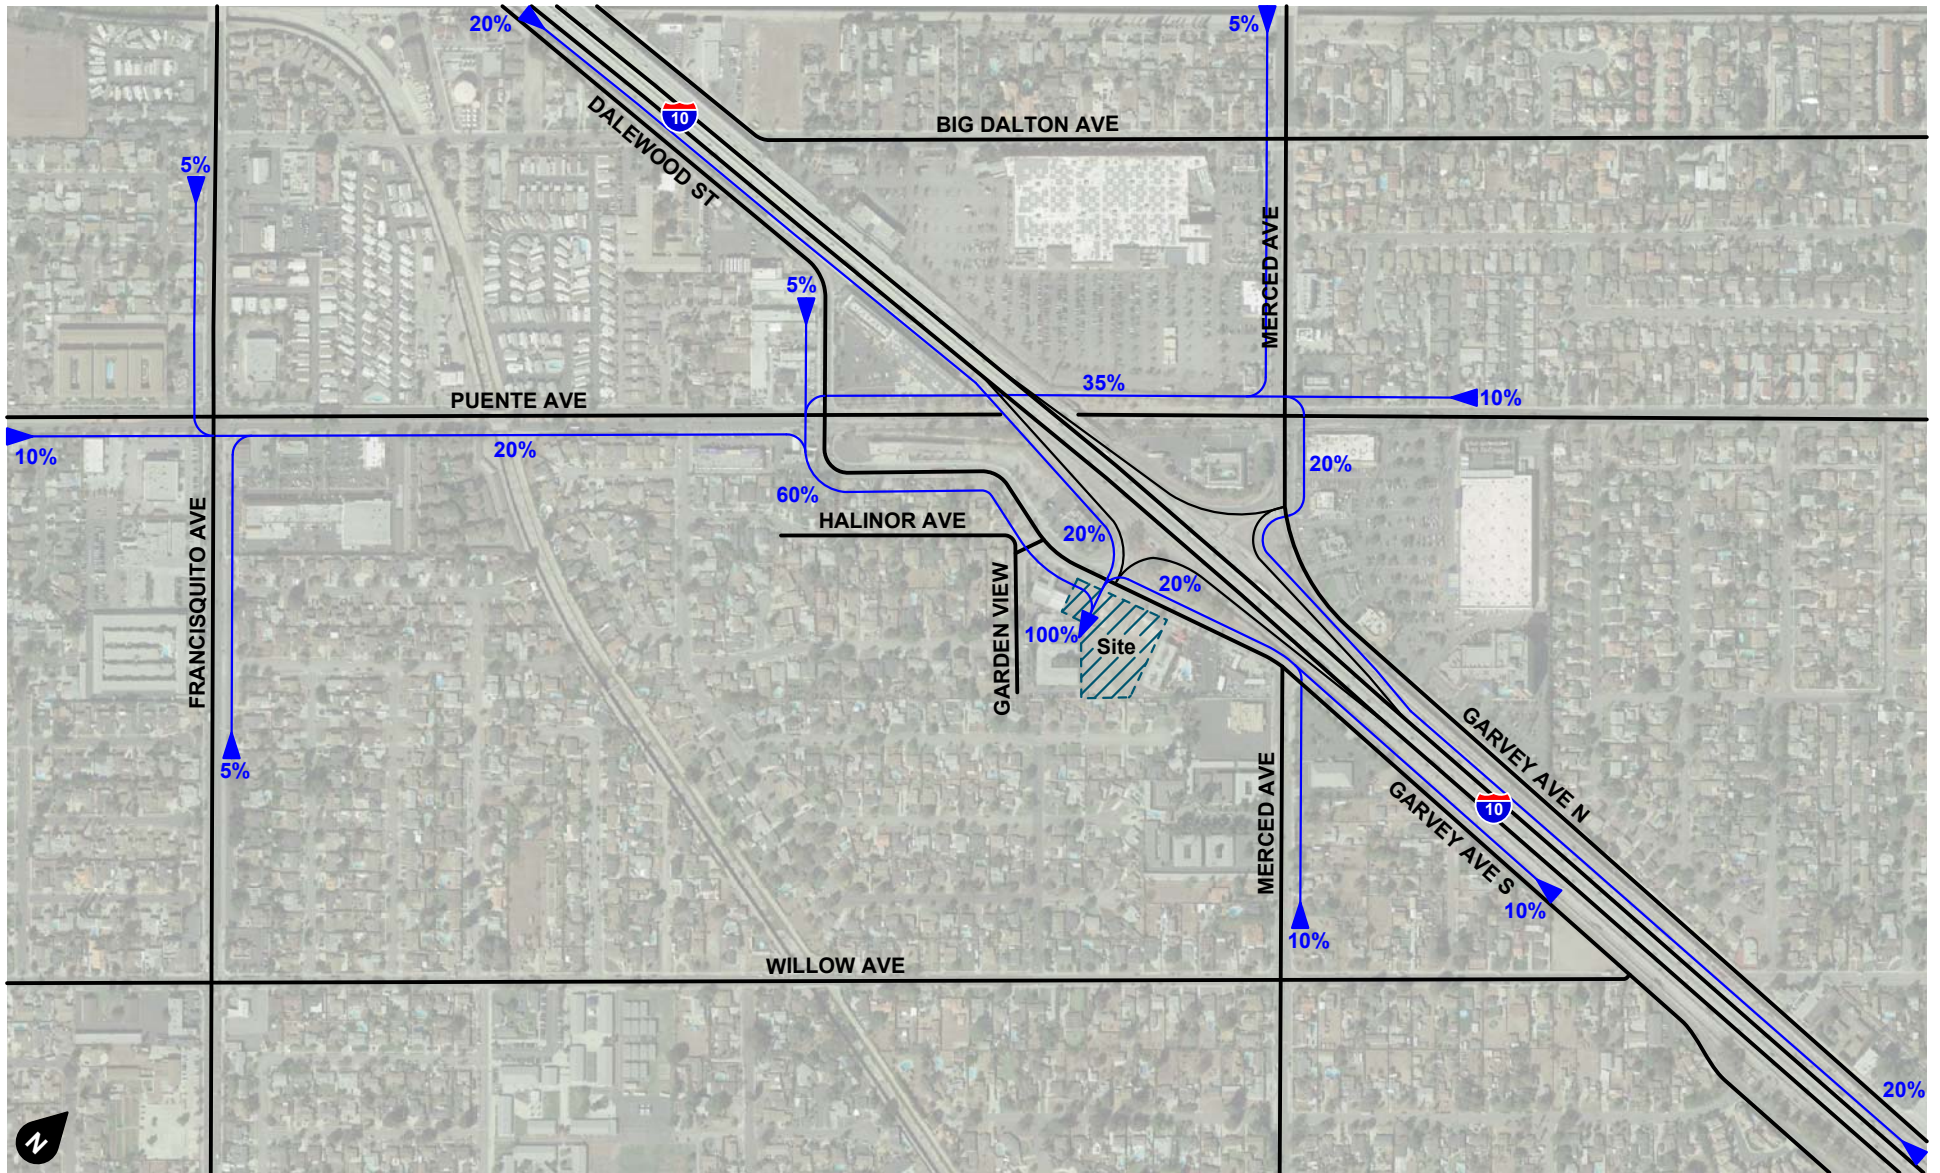 20%
5%
10
DALEWOOD ST
BIG DALTON AVE
5%
MERCED AVE
5%
35%
PUENTE AVE
10%
10%
20%
20%
60%
HALINOR AVE
20%
FRANCISQUITO AVE
GARDEN VIEW
20%
100%
Site
5%
GARVEY AVE N
MERCED AVE
GARVEY AVE S
10
10%
10%
WILLOW AVE
20%
N